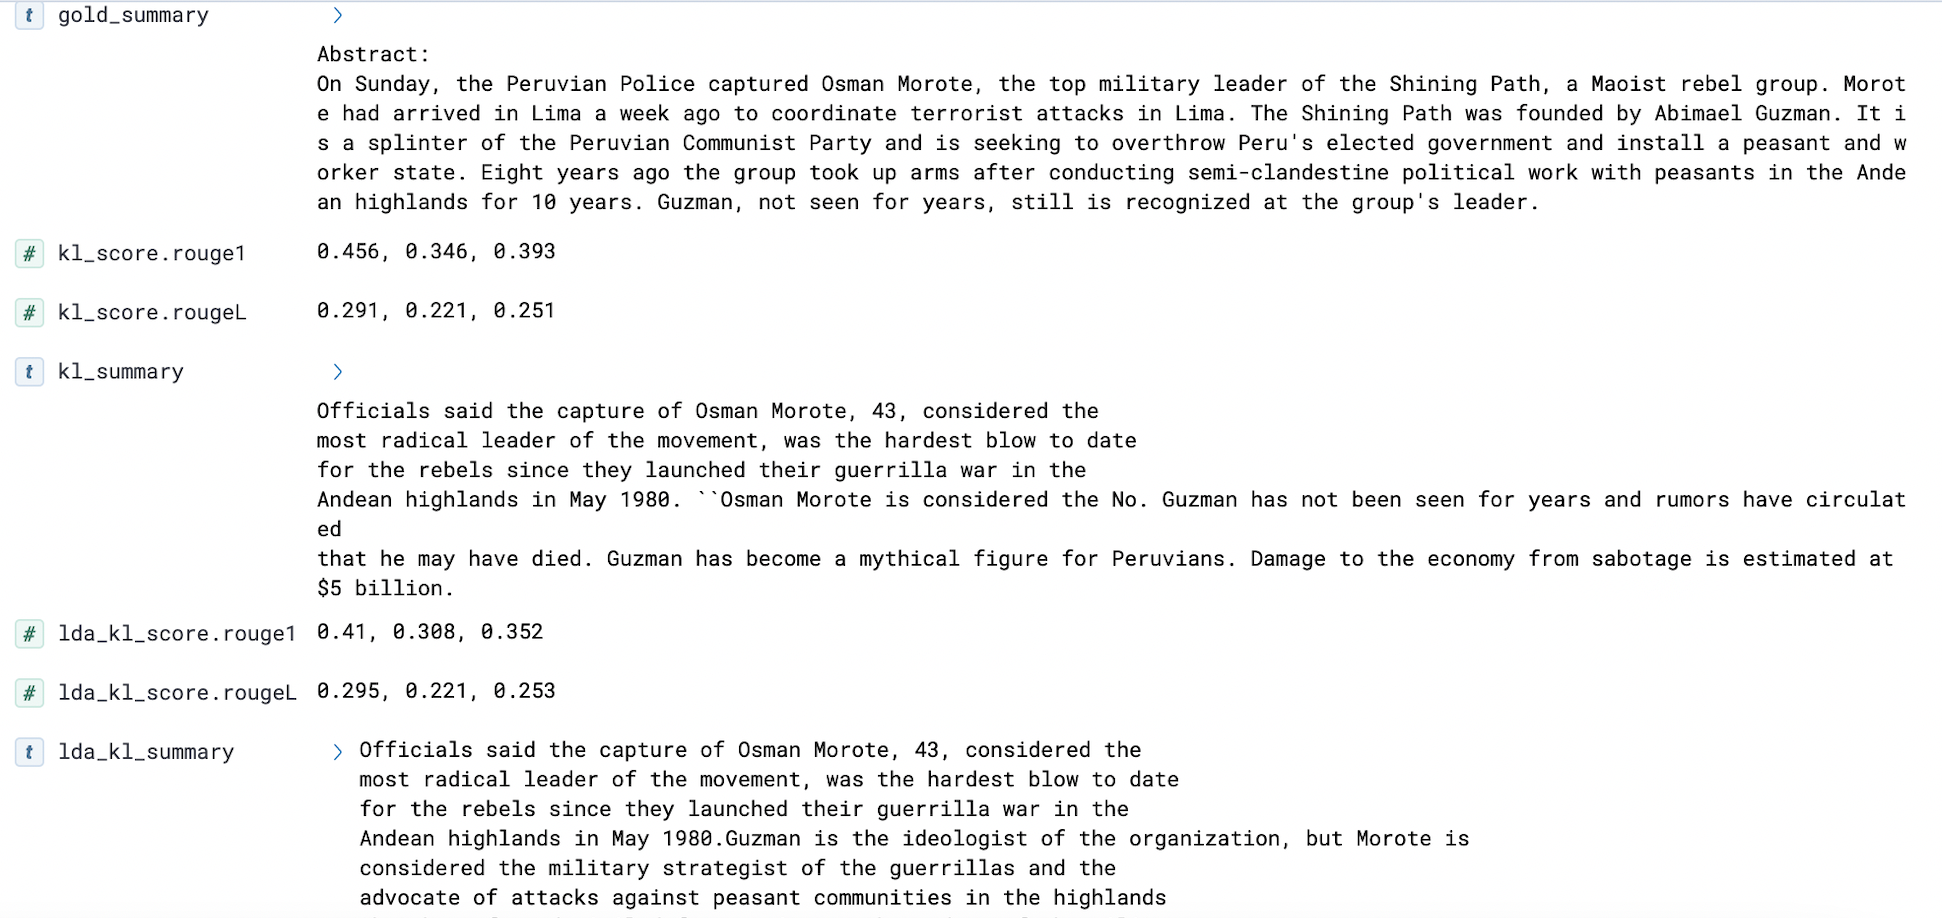 t gold_summary
Abstract:
On Sunday, the Peruvian Police captured Osman Morote, the top military leader of the Shining Path, a Maoist rebel group. Morot
e had arrived in Lima a week ago to coordinate terrorist attacks in Lima. The Shining Path was founded by Abimael Guzman. It i
s a splinter of the Peruvian Communist Party and is seeking to overthrow Peru's elected government and install a peasant and w
orker state. Eight years ago the group took up arms after conducting semi-clandestine political work with peasants in the Ande
an highlands for 10 years. Guzman, not seen for years, still is recognized at the group's leader.
# kl_score.rouge1 0.456, 0.346, 0.393
# kl_score.rougeL 0.291, 0.221, 0.251
t kl_summary
Officials said the capture of Osman Morote, 43, considered the
most radical leader of the movement, was the hardest blow to date
for the rebels since they launched their guerrilla war in the
Andean highlands in May 1980. ``Osman Morote is considered the No. Guzman has not been seen for years and rumors have circulat
ed
that he may have died. Guzman has become a mythical figure for Peruvians. Damage to the economy from sabotage is estimated at
$5 billion.
# lda_kl_score.rouge1 0.41, 0.308, 0.352
# lda_kl_score.rougeL 0.295, 0.221, 0.253
t lda_kl_summary Officials said the capture of Osman Morote, 43, considered the
most radical leader of the movement, was the hardest blow to date
for the rebels since they launched their guerrilla war in the
Andean highlands in May 1980.Guzman is the ideologist of the organization, but Morote is
considered the military strategist of the guerrillas and the
advocate of attacks against peasant communities in the highlands